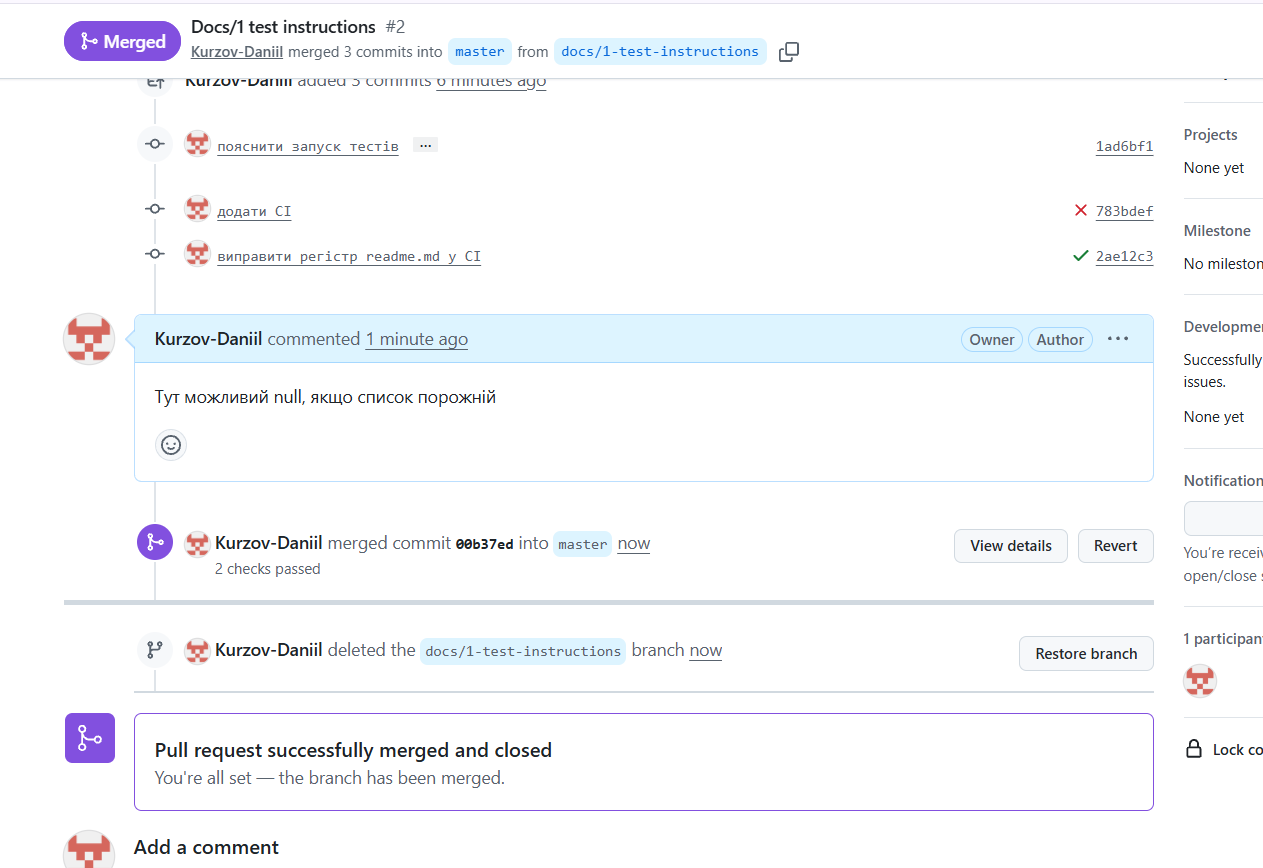 Merged
Docs/1 test instructions #2
Kurzov-Daniil merged 3 commits into master from docs/1-test-instructions
Kurzov-Daniil added 3 commits 6 minutes ago
пояснити запуск тестів ...
1ad6bf1
додати CI
783bdef
виправити регістр readme.md у CI
2ae12c3
Kurzov-Daniil commented 1 minute ago
Owner
Author
Тут можливий null, якщо список порожній
Kurzov-Daniil merged commit 00b37ed into master now
2 checks passed
View details
Revert
Kurzov-Daniil deleted the docs/1-test-instructions branch now
Restore branch
Pull request successfully merged and closed
You're all set — the branch has been merged.
Add a comment
Projects
None yet
Milestone
No
Successfully
issues.
None yet
You're
open/close
1
Lock